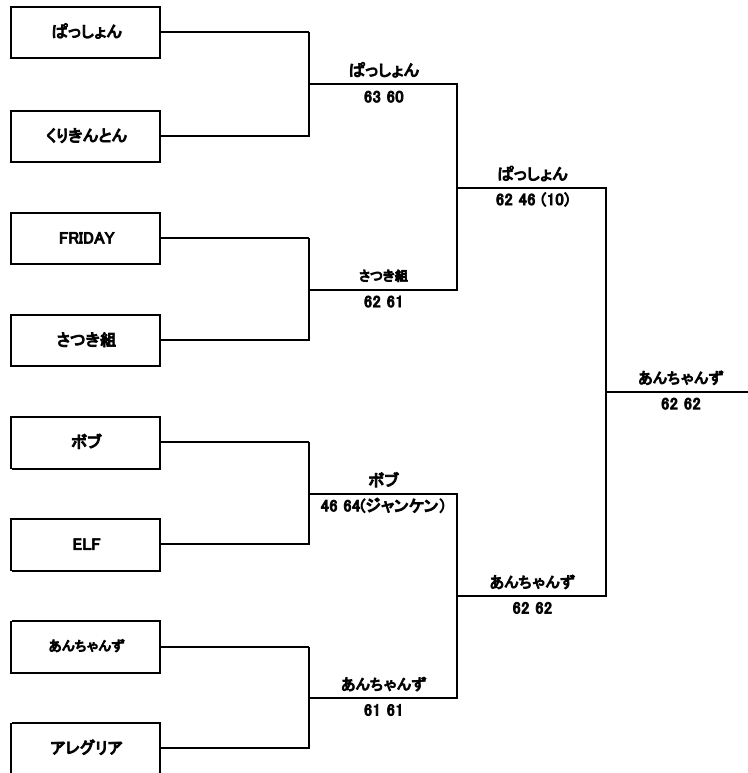 ぱっしょん
ぱっしょん
63 60
くりきんとん
ぱっしょん
62 46 (10)
FRIDAY
さつき組
62 61
さつき組
あんちゃんず
62 62
ボブ
ボブ
46 64(ジャンケン)
ELF
あんちゃんず
62 62
あんちゃんず
あんちゃんず
61 61
アレグリア